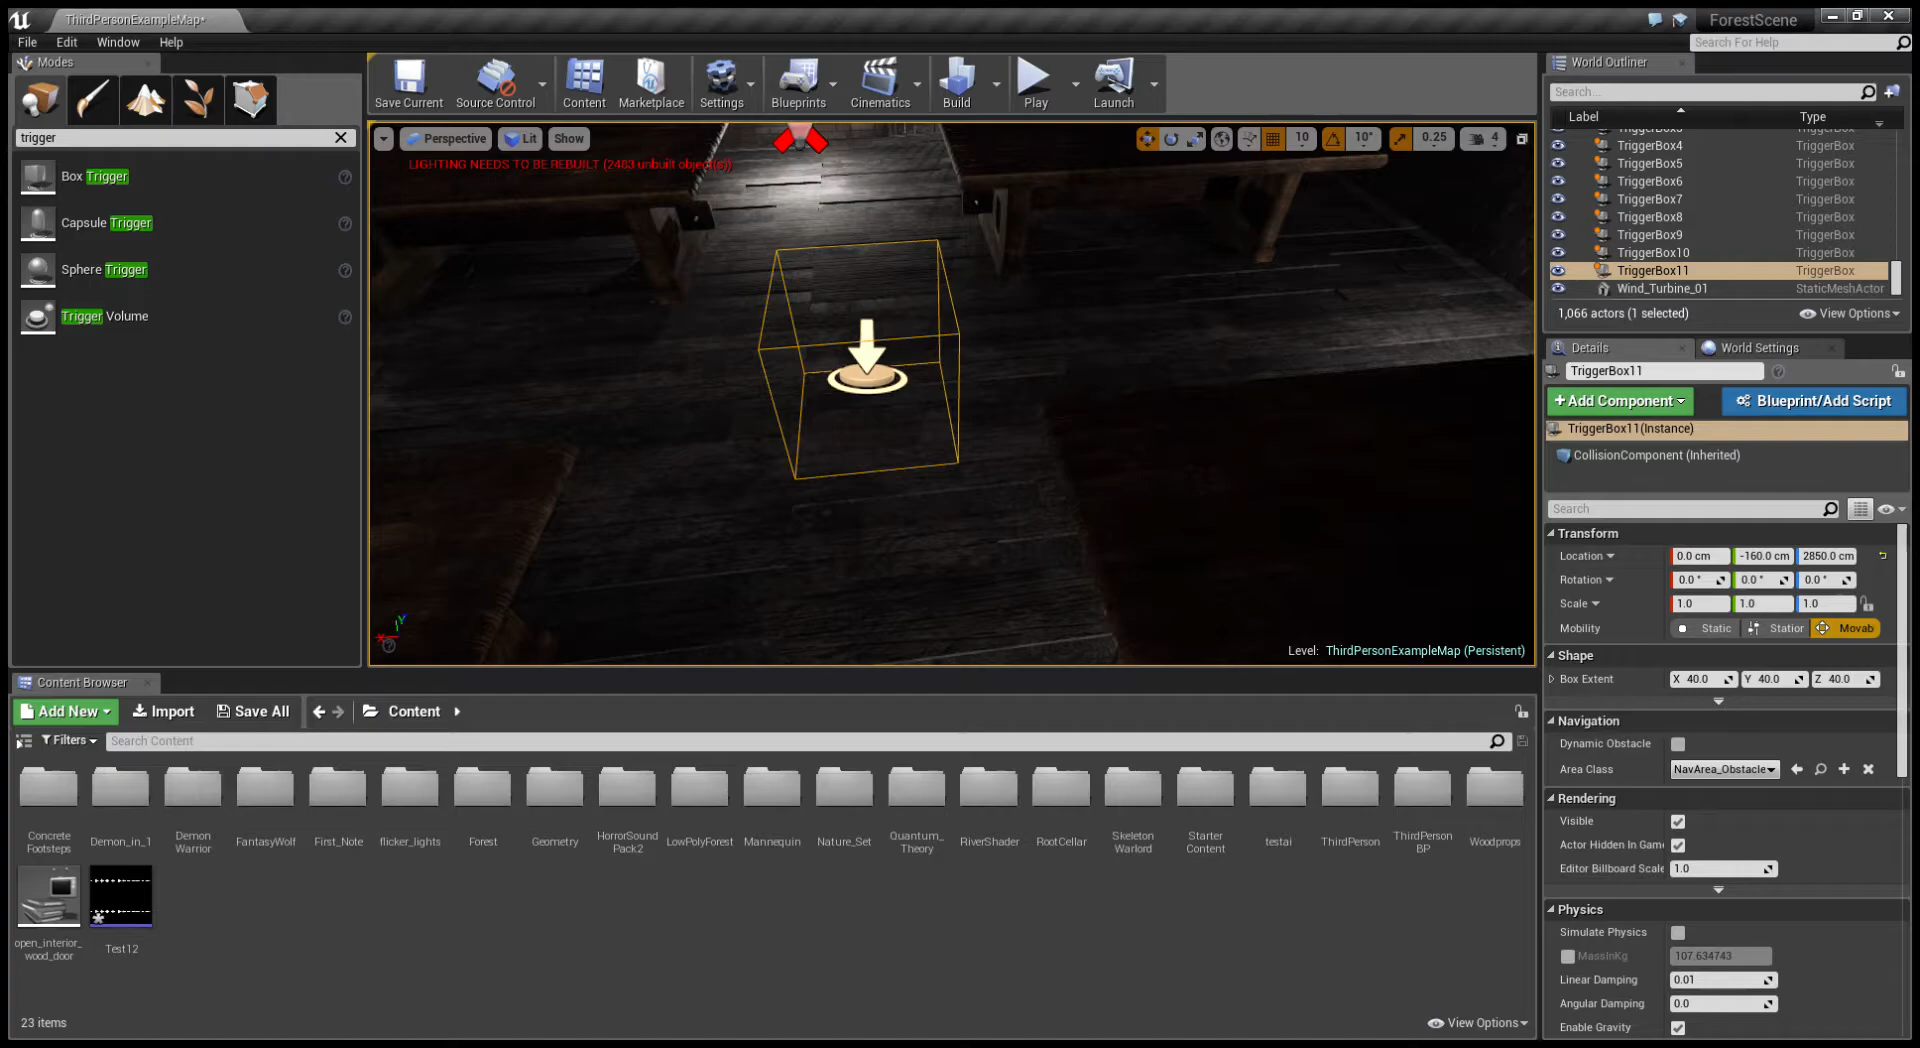 ThirdPersonExampleMap*
ForestScene
File Edit Window Help
Search For Help
Modes
trigger
Box Trigger
Capsule Trigger
Sphere Trigger
Trigger Volume
Save Current Source Control Content Marketplace Settings Blueprints Cinematics Build Play Launch
Perspective Lit Show
10 10° 0.25 4
LIGHTING NEEDS TO BE REBUILT (2483 unbuilt object(s))
Level: ThirdPersonExampleMap (Persistent)
World Outliner
Search...
Label Type
TriggerBox4 TriggerBox
TriggerBox5 TriggerBox
TriggerBox6 TriggerBox
TriggerBox7 TriggerBox
TriggerBox8 TriggerBox
TriggerBox9 TriggerBox
TriggerBox10 TriggerBox
TriggerBox11 TriggerBox
Wind_Turbine_01 StaticMeshActor
1,066 actors (1 selected) View Options
Details World Settings
TriggerBox11
+Add Component Blueprint/Add Script
TriggerBox11(Instance)
CollisionComponent (Inherited)
Search
Transform
Location 0.0 cm -160.0 cm 2850.0 cm
Rotation 0.0 ° 0.0 ° 0.0 °
Scale 1.0 1.0 1.0
Mobility Static Station Movab
Shape
Box Extent X 40.0 Y 40.0 Z 40.0
Navigation
Dynamic Obstacle
Area Class NavArea_Obstacle
Rendering
Visible
Actor Hidden In Game
Editor Billboard Scale 1.0
Physics
Simulate Physics
MassInKg 107.634743
Linear Damping 0.01
Angular Damping 0.0
Enable Gravity
Content Browser
Add New Import Save All Content
Filters Search Content
Concrete Footsteps
Demon_in_1
Demon Warrior
FantasyWolf
First_Note
flicker_lights
Forest
Geometry
HorrorSound Pack2
LowPolyForest
Mannequin
Nature_Set
Quantum_ Theory
RiverShader
RootCellar
Skeleton Warlord
Starter Content
testai
ThirdPerson
ThirdPerson BP
Woodprops
open_interior_ wood_door
Test12
23 items
View Options